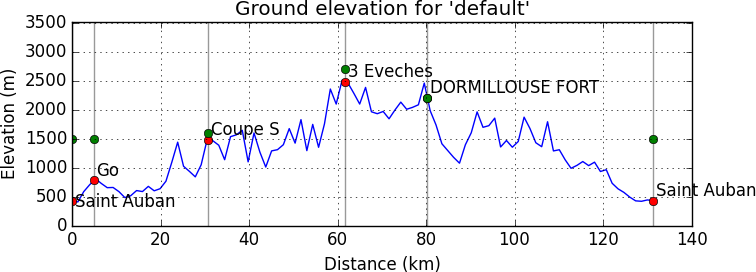 Ground elevation for 'default'
Elevation (m)
3500
3000
2500
2000
1500
1000
500
0
3 Eveches
DORMILLOUSE FORT
Coupe S
Go
Saint Auban
Saint Auban
0 20 40 60 80 100 120 140
Distance (km)